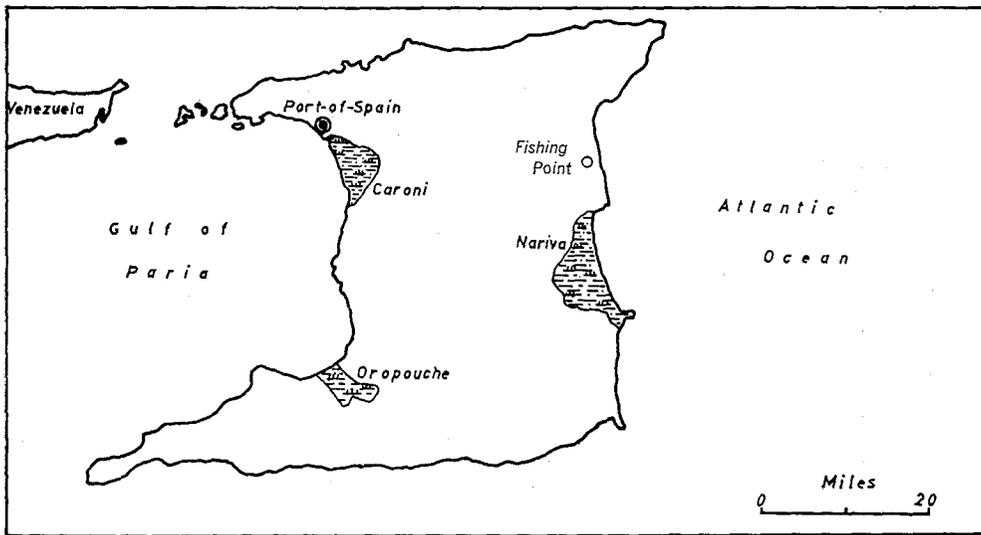 Venezuela
Port-of-Spain
Fishing
Point
Caroni
Atlantic
Gulf of
Nariva
Ocean
Paria
Oropouche
Miles
0 20